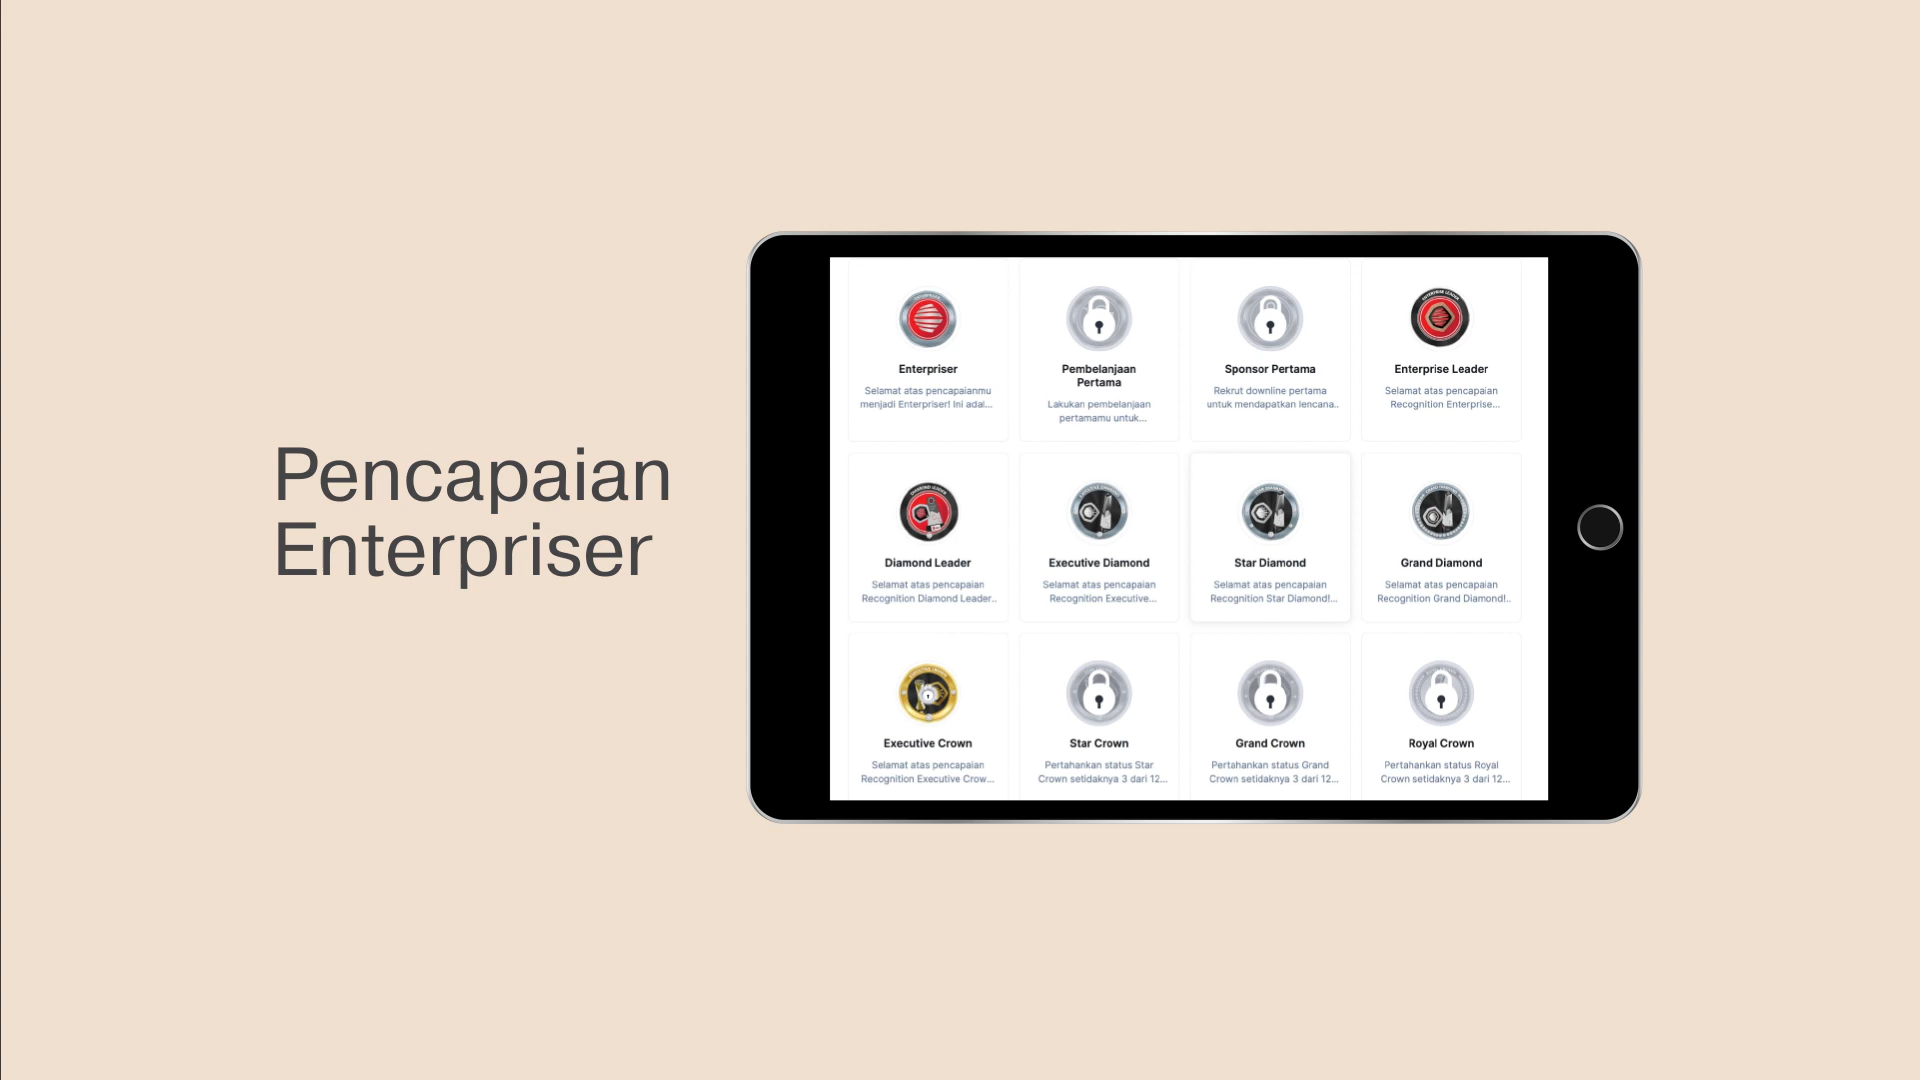 Pencapaian
Enterpriser
Enterpriser
Selamat atas pencapaianmu
menjadi Enterpriser! Ini adal...
Pembelanjaan
Pertama
Lakukan pembelanjaan
pertamamu untuk...
Sponsor Pertama
Rekrut downline pertama
untuk mendapatkan lencana..
Enterprise Leader
Selamat atas pencapaian
Recognition Enterprise...
Diamond Leader
Selamat atas pencapaian
Recognition Diamond Leader..
Executive Diamond
Selamat atas pencapaian
Recognition Executive...
Star Diamond
Selamat atas pencapaian
Recognition Star Diamond!...
Grand Diamond
Selamat atas pencapaian
Recognition Grand Diamond!..
Executive Crown
Selamat atas pencapaian
Recognition Executive Crow...
Star Crown
Pertahankan status Star
Crown setidaknya 3 dari 12...
Grand Crown
Pertahankan status Grand
Crown setidaknya 3 dari 12...
Royal Crown
Pertahankan status Royal
Crown setidaknya 3 dari 12...